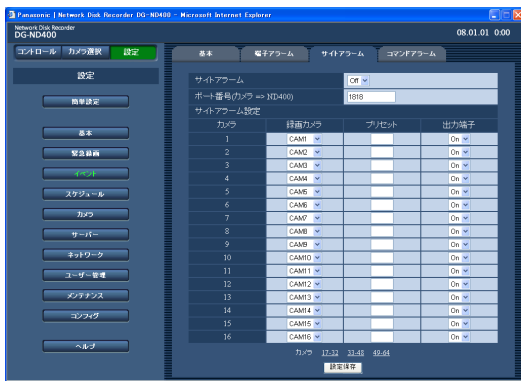 Panasonic | Network Disk Recorder DG-ND400 - Microsoft Internet Explorer
Network Disk Recorder
DG-ND400
08.01.01 0:00
コントロール カメラ選択 設定
基本 端子アラーム サイトアラーム コマンドアラーム
設定
簡単設定
基本
緊急録画
イベント
スケジュール
カメラ
サーバー
ネットワーク
ユーザー管理
メンテナンス
コンフィグ
ヘルプ
サイトアラーム Off
ポート番号(カメラ => ND400) 1818
サイトアラーム設定
カメラ 録画カメラ プリセット 出力端子
1 CAM1 On
2 CAM2 On
3 CAM3 On
4 CAM4 On
5 CAM5 On
6 CAM6 On
7 CAM7 On
8 CAM8 On
9 CAM9 On
10 CAM10 On
11 CAM11 On
12 CAM12 On
13 CAM13 On
14 CAM14 On
15 CAM15 On
16 CAM16 On
カメラ 17-32 33-48 49-64
設定保存